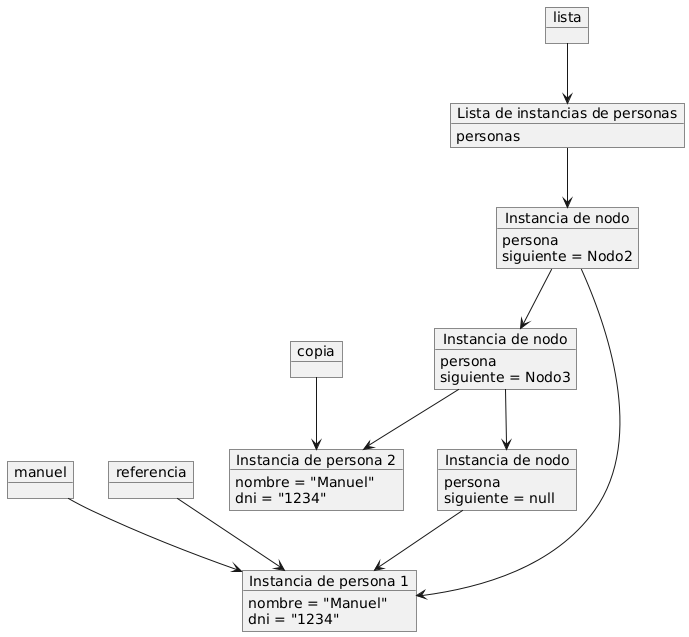 lista
Lista de instancias de personas
personas
Instancia de nodo
persona
siguiente = Nodo2
Instancia de nodo
persona
siguiente = Nodo3
copia
Instancia de persona 2
nombre = "Manuel"
dni = "1234"
Instancia de nodo
persona
siguiente = null
manuel
referencia
Instancia de persona 1
nombre = "Manuel"
dni = "1234"